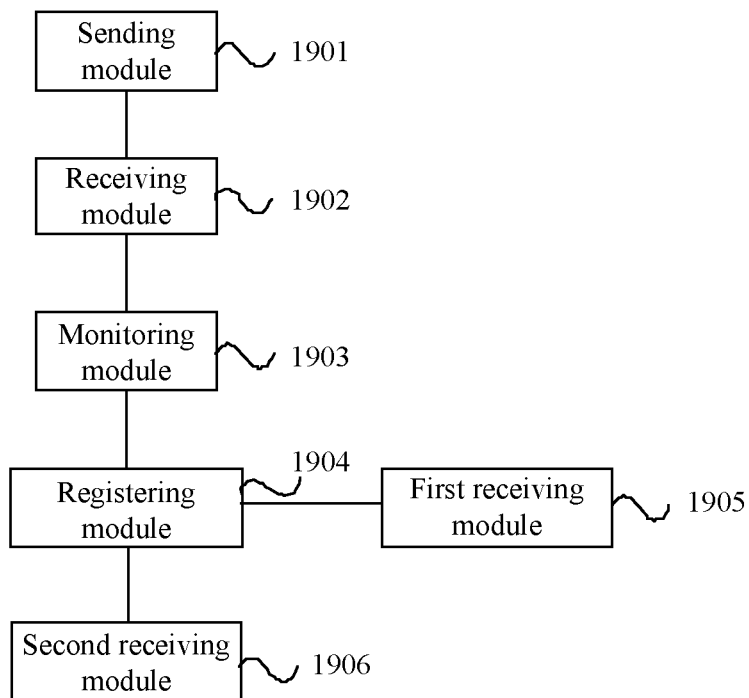 Sending
module
1901
Receiving
module
1902
Monitoring
module
1903
Registering
module
1904
First receiving
module
1905
Second receiving
module
1906